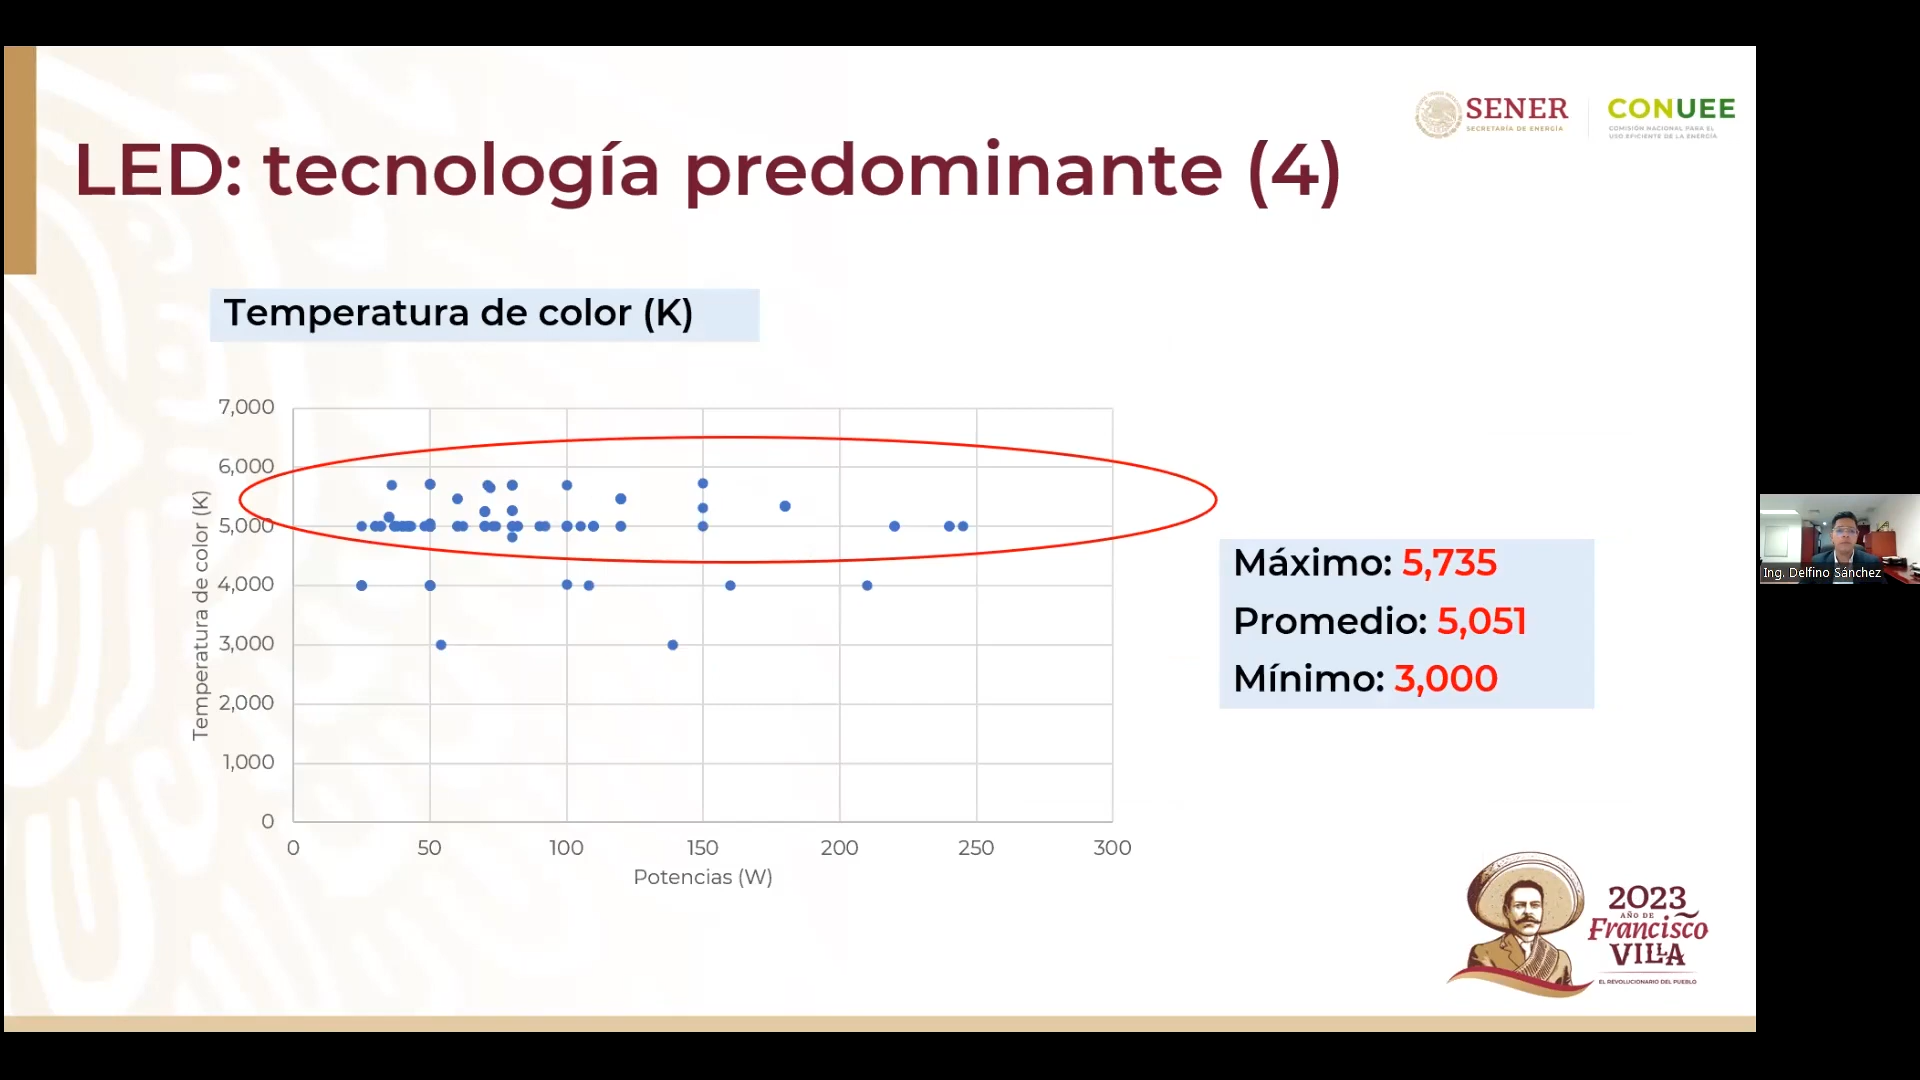 SENER
SECRETARÍA DE ENERGÍA
CONUEE
COMISIÓN NACIONAL PARA EL
USO EFICIENTE DE LA ENERGÍA
LED: tecnología predominante (4)
Temperatura de color (K)
7,000
6,000
5,000
4,000
3,000
2,000
1,000
0
Temperatura de color (K)
0 50 100 150 200 250 300
Potencias (W)
Máximo: 5,735
Promedio: 5,051
Mínimo: 3,000
Ing. Delfino Sánchez
2023
AÑO DE
Francisco
VILLA
EL REVOLUCIONARIO DEL PUEBLO